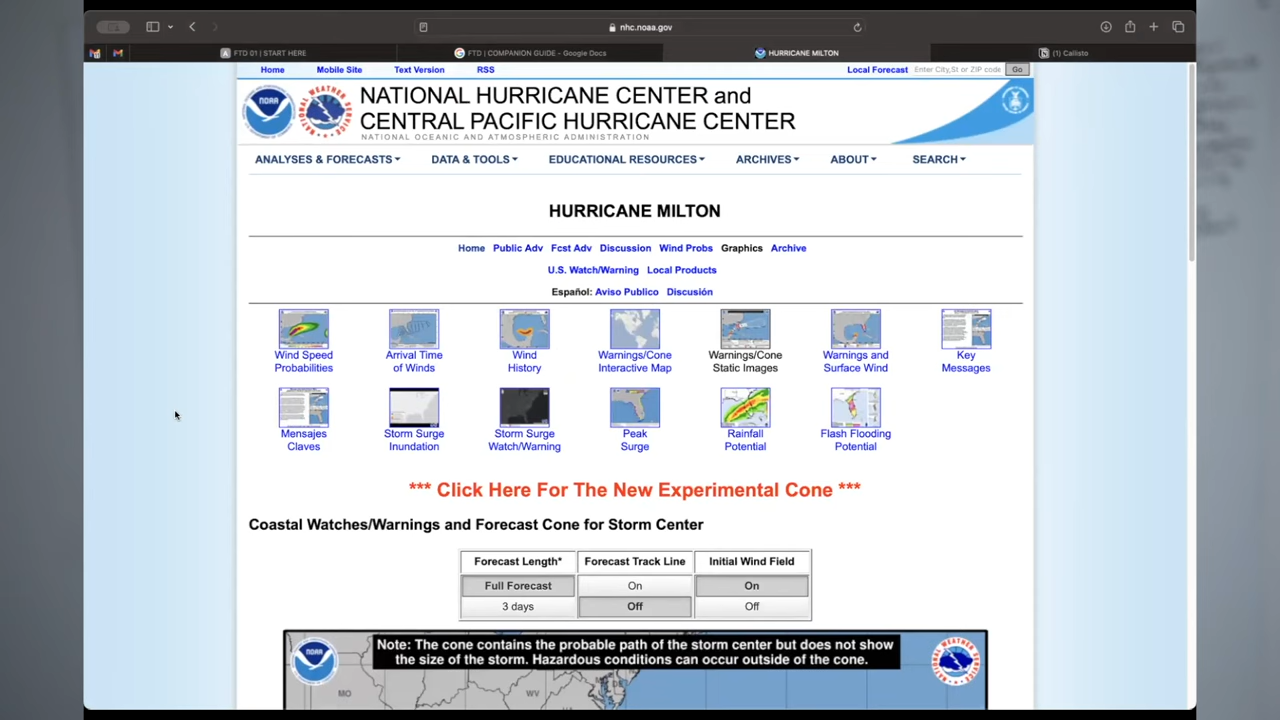 nhc.noaa.gov
FTD 01 | START HERE
FTD | COMPANION GUIDE - Google Docs
HURRICANE MILTON
(1) Callisto
Home Mobile Site Text Version RSS
Local Forecast Enter City,St or ZIP code Go
NATIONAL HURRICANE CENTER and
CENTRAL PACIFIC HURRICANE CENTER
NATIONAL OCEANIC AND ATMOSPHERIC ADMINISTRATION
ANALYSES & FORECASTS DATA & TOOLS EDUCATIONAL RESOURCES ARCHIVES ABOUT SEARCH
HURRICANE MILTON
Home Public Adv Fcst Adv Discussion Wind Probs Graphics Archive
U.S. Watch/Warning Local Products
Español: Aviso Publico Discusión
Wind Speed
Probabilities
Arrival Time
of Winds
Wind
History
Warnings/Cone
Interactive Map
Warnings/Cone
Static Images
Warnings and
Surface Wind
Key
Messages
Mensajes
Claves
Storm Surge
Inundation
Storm Surge
Watch/Warning
Peak
Surge
Rainfall
Potential
Flash Flooding
Potential
*** Click Here For The New Experimental Cone ***
Coastal Watches/Warnings and Forecast Cone for Storm Center
Forecast Length* Forecast Track Line Initial Wind Field
Full Forecast On On
3 days Off Off
Note: The cone contains the probable path of the storm center but does not show
the size of the storm. Hazardous conditions can occur outside of the cone.
NOAA
MO
WV